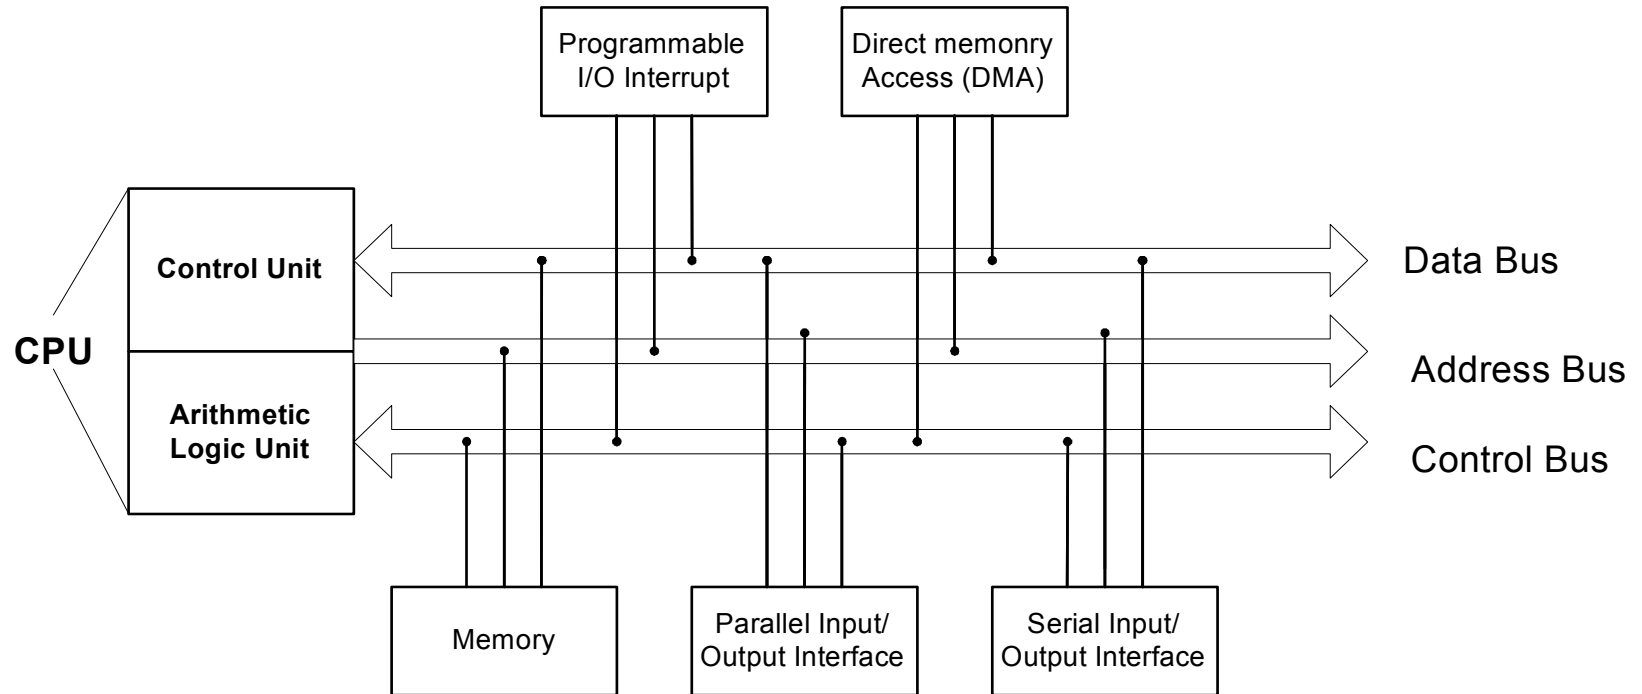 Programmable
I/O Interrupt
Direct memonry
Access (DMA)
Control Unit
Data Bus
CPU
Address Bus
Arithmetic
Logic Unit
Control Bus
Memory
Parallel Input/
Output Interface
Serial Input/
Output Interface